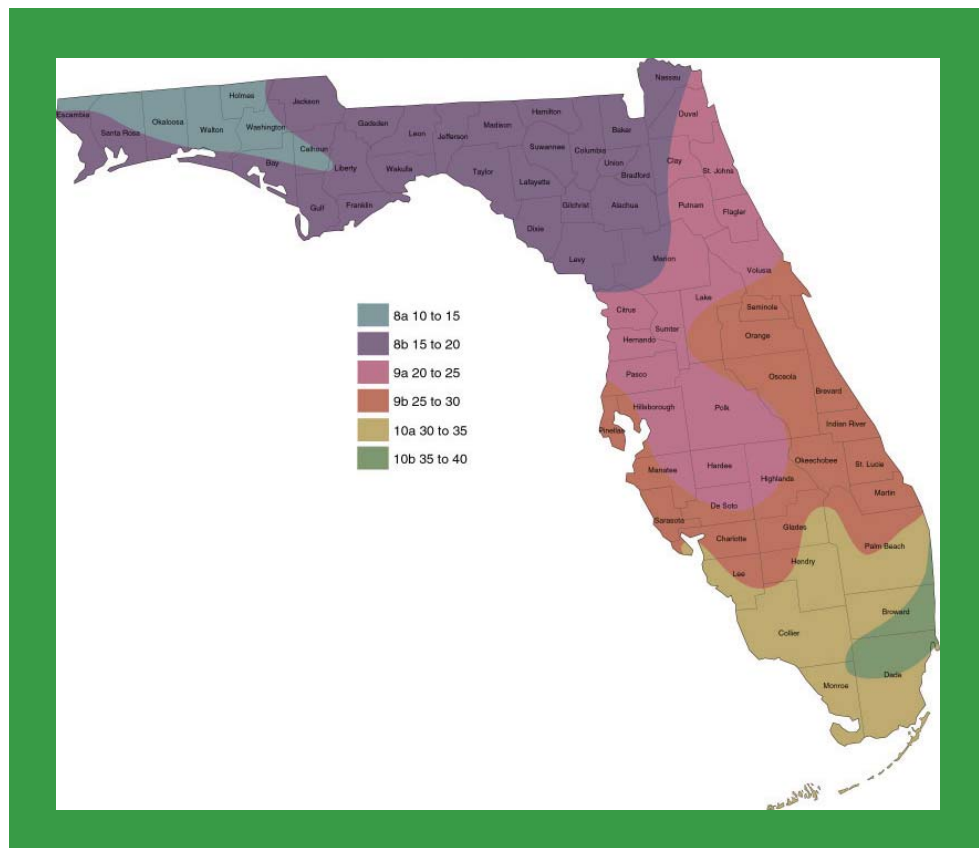 Nassau
Holmes
Jackson
Escambia
Santa Rosa
Okaloosa
Walton
Washington
Calhoun
Bay
Liberty
Gulf
Franklin
Gadsden
Leon
Wakulla
Jefferson
Madison
Taylor
Hamilton
Suwannee
Lafayette
Dixie
Columbia
Baker
Union
Bradford
Gilchrist
Alachua
Lavy
Marion
Duval
Clay
St. Johns
Putnam
Flagler
Volusia
Lake
Citrus
Sumter
Hernando
Pasco
Seminole
Orange
Osceola
Brevard
Hillsborough
Polk
Pinellas
Indian River
Manatee
Hardee
Highlands
Okeechobee
St. Lucie
De Soto
Martin
Sarasota
Charlotte
Glades
Lee
Hendry
Palm Beach
Collier
Broward
Monroe
Dade
8a 10 to 15
8b 15 to 20
9a 20 to 25
9b 25 to 30
10a 30 to 35
10b 35 to 40